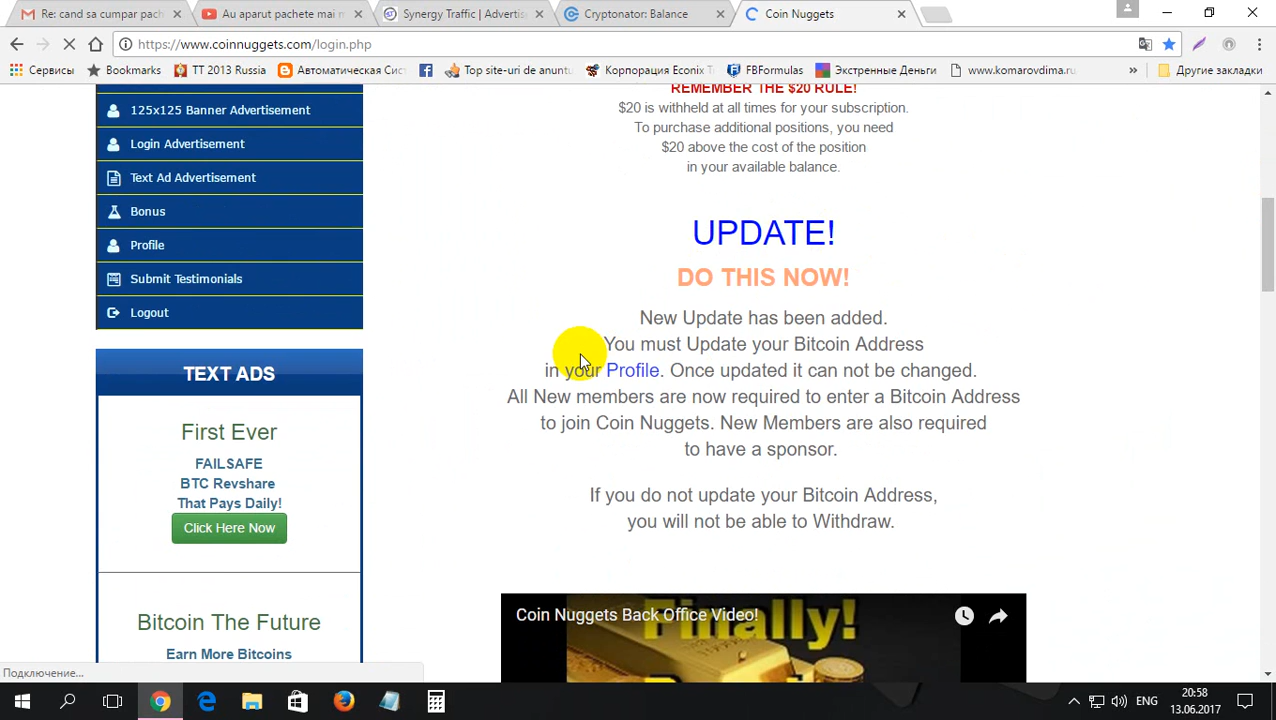 Re: cand sa cumpar pach
Au aparut pachete mai n
Synergy Traffic | Advertis
Cryptonator: Balance
Coin Nuggets
https://www.coinnuggets.com/login.php
Сервисы
Bookmarks
TT 2013 Russia
Автоматическая Сис
Top site-uri de anuntu
Корпорация Econix Te
FBFormulas
Экстренные Деньги
www.komarovdima.ru
»
Другие закладки
125x125 Banner Advertisement
Login Advertisement
Text Ad Advertisement
Bonus
Profile
Submit Testimonials
Logout
TEXT ADS
First Ever
FAILSAFE
BTC Revshare
That Pays Daily!
Click Here Now
Bitcoin The Future
Earn More Bitcoins
REMEMBER THE $20 RULE!
$20 is withheld at all times for your subscription.
To purchase additional positions, you need
$20 above the cost of the position
in your available balance.
UPDATE!
DO THIS NOW!
New Update has been added.
You must Update your Bitcoin Address
in your Profile. Once updated it can not be changed.
All New members are now required to enter a Bitcoin Address
to join Coin Nuggets. New Members are also required
to have a sponsor.
If you do not update your Bitcoin Address,
you will not be able to Withdraw.
Coin Nuggets Back Office Video!
Finally!
Подключение...
ENG
20:58
13.06.2017